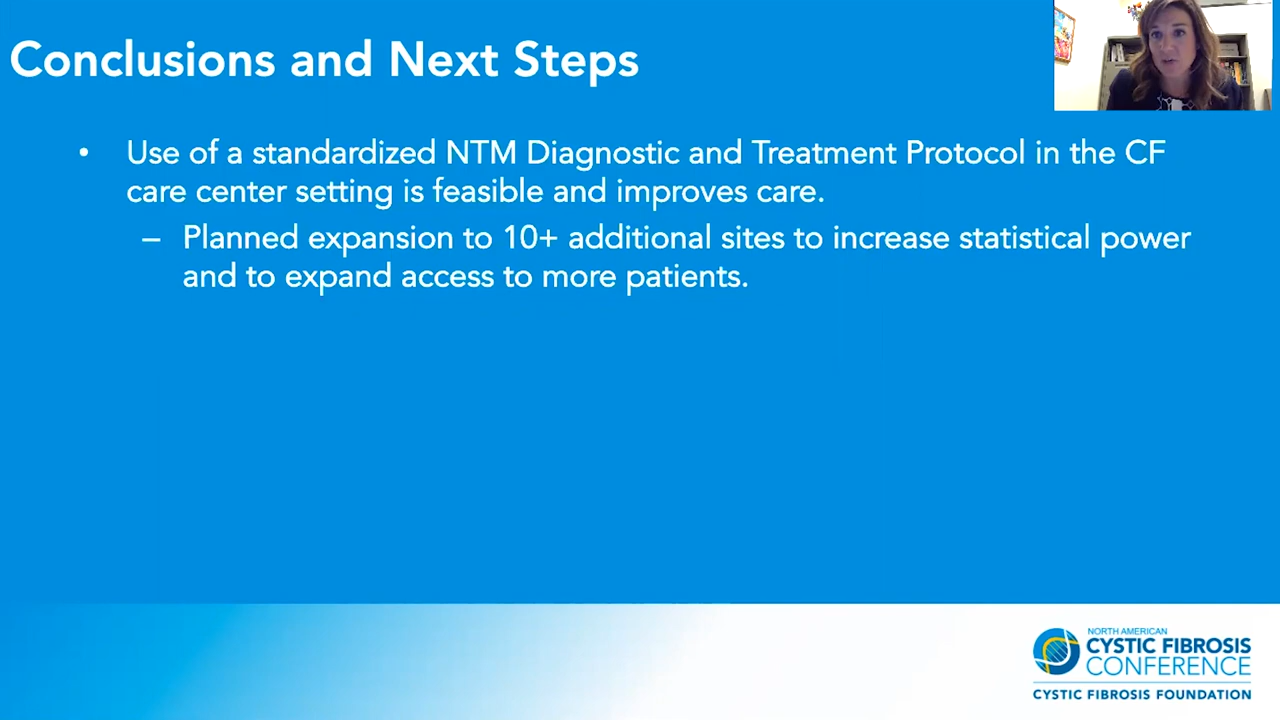 Conclusions and Next Steps
• Use of a standardized NTM Diagnostic and Treatment Protocol in the CF
care center setting is feasible and improves care.
– Planned expansion to 10+ additional sites to increase statistical power
and to expand access to more patients.
NORTH AMERICAN
CYSTIC FIBROSIS
CONFERENCE
CYSTIC FIBROSIS FOUNDATION